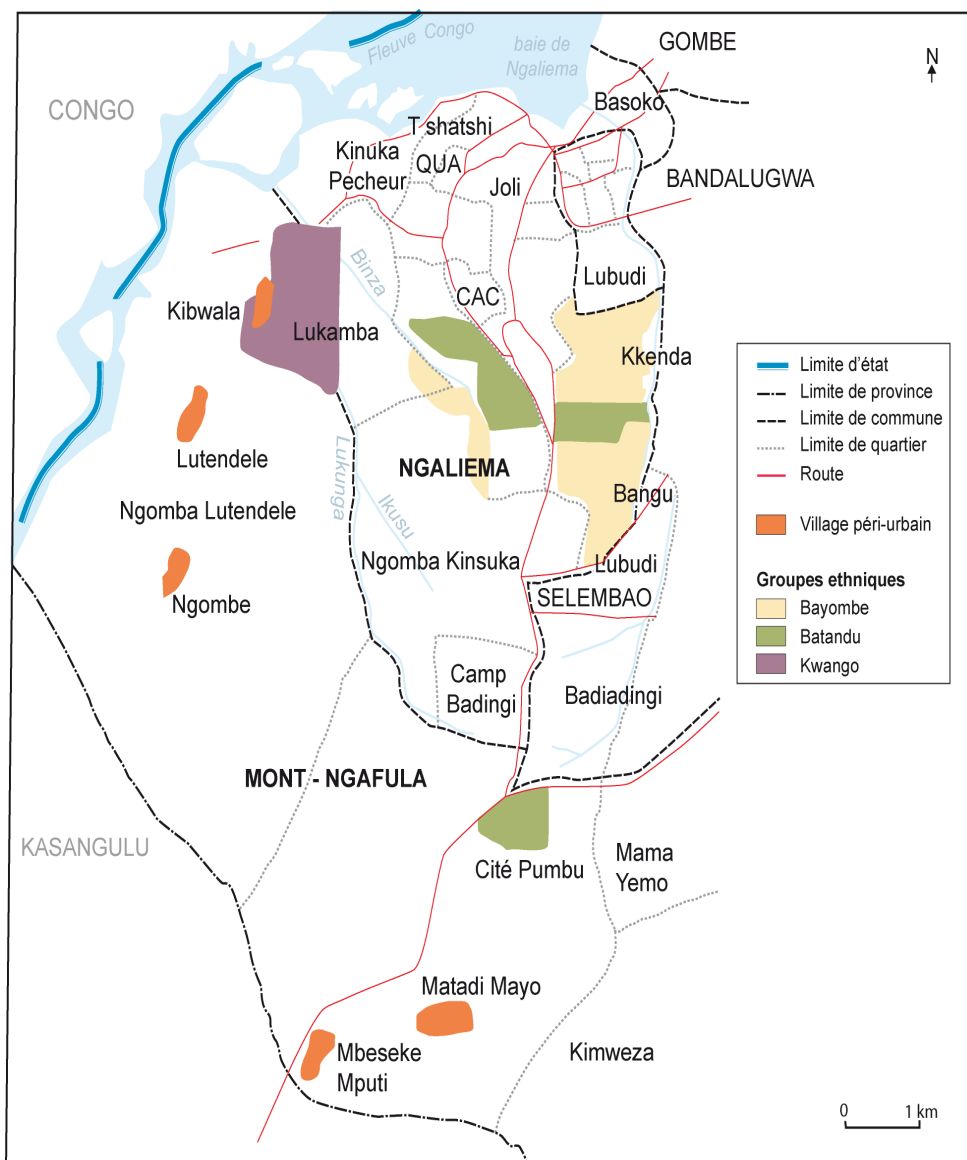 Fleuve Congo
baie de
Ngaliema
GOMBE
N
CONGO
Basoko
Tshatshi
Kinuka
Pecheur
QUA
Joli
BANDALUGWA
Binza
Lubudi
Kibwala
Lukamba
CAC
Kkenda
Limite d'état
Limite de province
Limite de commune
Limite de quartier
Route
Village péri-urbain
Groupes ethniques
Bayombe
Batandu
Kwango
Lutendele
Lukunga
NGALIEMA
Ikusu
Bangu
Ngomba Lutendele
Ngomba Kinsuka
Lubudi
Ngombe
SELEMBAO
Camp
Badingi
Badiadingi
MONT - NGAFULA
KASANGULU
Cité Pumbu
Mama
Yemo
Matadi Mayo
Mbeseke
Mputi
Kimweza
0 1 km